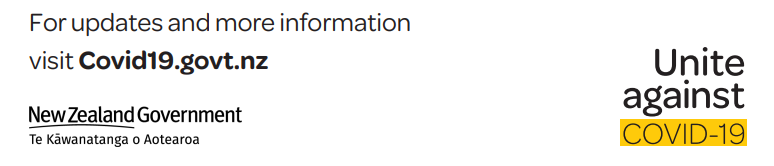 For updates and more information
visit Covid19.govt.nz
New Zealand Government
Te Kāwanatanga o Aotearoa
Unite
against
COVID-19